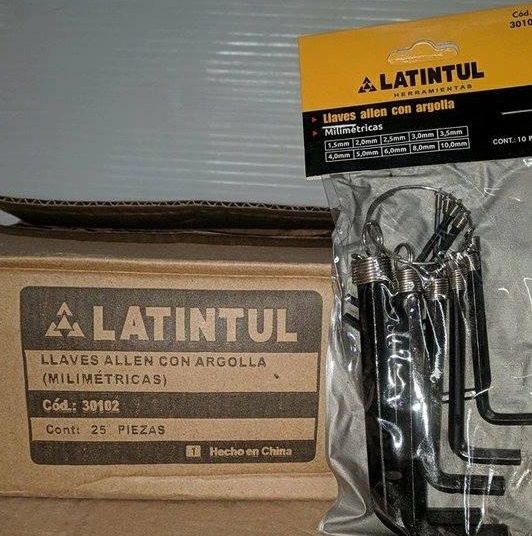 Cód.
3010
LATINTUL
HERRAMIENTAS
Llaves allen con argolla
Milimétricas
1,5mm 2,0mm 2,5mm 3,0mm 3,5mm
4,0mm 5,0mm 6,0mm 8,0mm 10,0mm
CONT.: 10 P
LATINTUL
LLAVES ALLEN CON ARGOLLA
(MILIMÉTRICAS)
Cód.: 30102
Cont: 25 PIEZAS
↑ Hecho en China